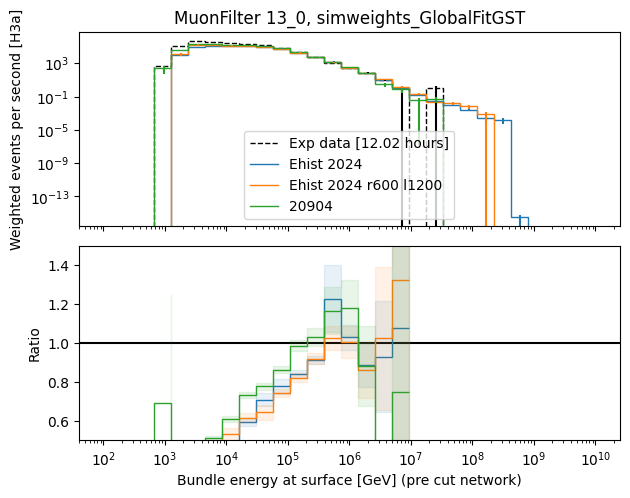 MuonFilter 13_0, simweights_GlobalFitGST
Weighted events per second [H3a]
10^3
10^-1
10^-5
10^-9
10^-13
Exp data [12.02 hours]
Ehist 2024
Ehist 2024 r600 l1200
20904
Ratio
1.4
1.2
1.0
0.8
0.6
10^2 10^3 10^4 10^5 10^6 10^7 10^8 10^9 10^10
Bundle energy at surface [GeV] (pre cut network)